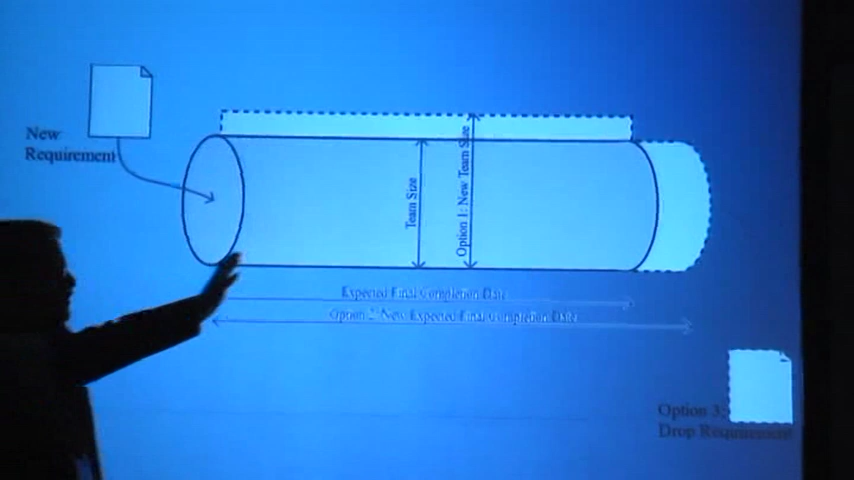 New
Requirement
Team Size
Option 1: New Team Size
Expected Final Completion Date
Option 2: New Expected Final Completion Date
Option 3:
Drop Requirement